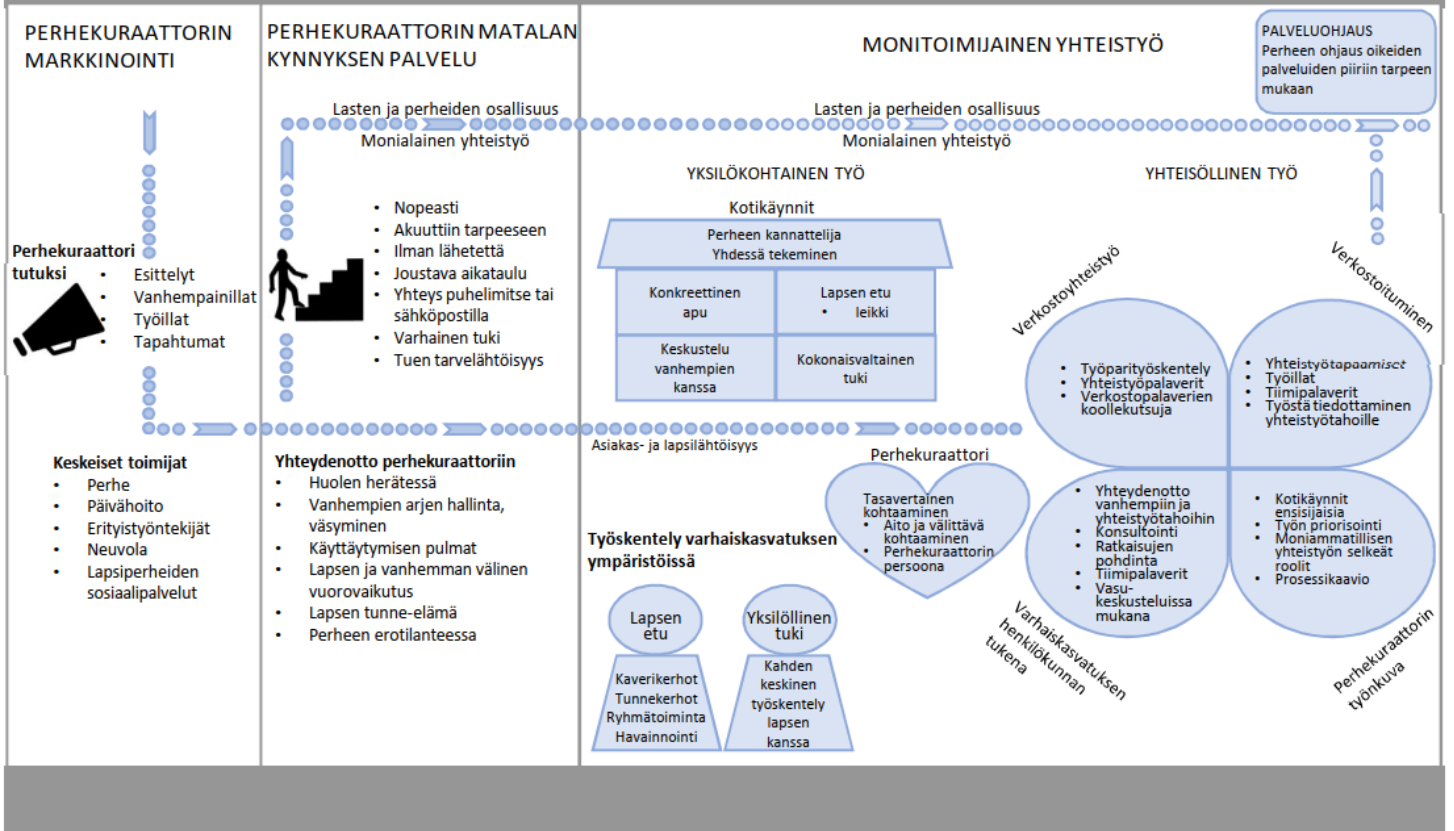 PERHEKURAATTORIN
MARKKINOINTI
Perhekuraattori
tutuksi
• Esittelyt
• Vanhempainillat
• Työillat
• Tapahtumat
Keskeiset toimijat
• Perhe
• Päivähoito
• Erityistyöntekijät
• Neuvola
• Lapsiperheiden
sosiaalipalvelut
PERHEKURAATTORIN MATALAN
KYNNYKSEN PALVELU
Lasten ja perheiden osallisuus
Monialainen yhteistyö
• Nopeasti
• Akuuttiin tarpeeseen
• Ilman lähetettä
• Joustava aikataulu
• Yhteys puhelimitse tai
sähköpostilla
• Varhainen tuki
• Tuen tarvelähtöisyys
Yhteydenotto perhekuraattoriin
• Huolen herätessä
• Vanhempien arjen hallinta,
väsyminen
• Käyttäytymisen pulmat
• Lapsen ja vanhemman välinen
vuorovaikutus
• Lapsen tunne-elämä
• Perheen erotilanteessa
MONITOIMIJAINEN YHTEISTYÖ
PALVELUOHJAUS
Perheen ohjaus oikeiden
palveluiden piiriin tarpeen
mukaan
Lasten ja perheiden osallisuus
Monialainen yhteistyö
YKSILÖKOHTAINEN TYÖ
Kotikäynnit
Perheen kannattelija
Yhdessä tekeminen
Konkreettinen
apu
Lapsen etu
• leikki
Keskustelu
vanhempien
kanssa
Kokonaisvaltainen
tuki
Asiakas- ja lapsilähtöisyys
Perhekuraattori
Tasavertainen
kohtaaminen
• Aito ja välittävä
kohtaaminen
• Perhekuraattorin
persoona
Työskentely varhaiskasvatuksen
ympäristöissä
Lapsen
etu
Kaverikerhot
Tunnekerhot
Ryhmätoiminta
Havainnointi
Yksilöllinen
tuki
Kahden
keskinen
työskentely
lapsen
kanssa
YHTEISÖLLINEN TYÖ
Verkostoyhteistyö
• Työparityöskentely
• Yhteistyöpalaverit
• Verkostopalaverien
koollekutsuja
Verkostoituminen
• Yhteistyötapaamiset
• Työillat
• Tiimipalaverit
• Työstä tiedottaminen
yhteistyötahoille
• Yhteydenotto
vanhempiin ja
yhteistyötahoihin
• Konsultointi
• Ratkaisujen
pohdinta
• Tiimipalaverit
• Vasu-
keskusteluissa
mukana
Varhaiskasvatuksen
henkilökunnan
tukena
• Kotikäynnit
ensisijaisia
• Työn priorisointi
• Moniammatillisen
yhteistyön selkeät
roolit
• Prosessikaavio
Perhekuraattorin
työnkuva